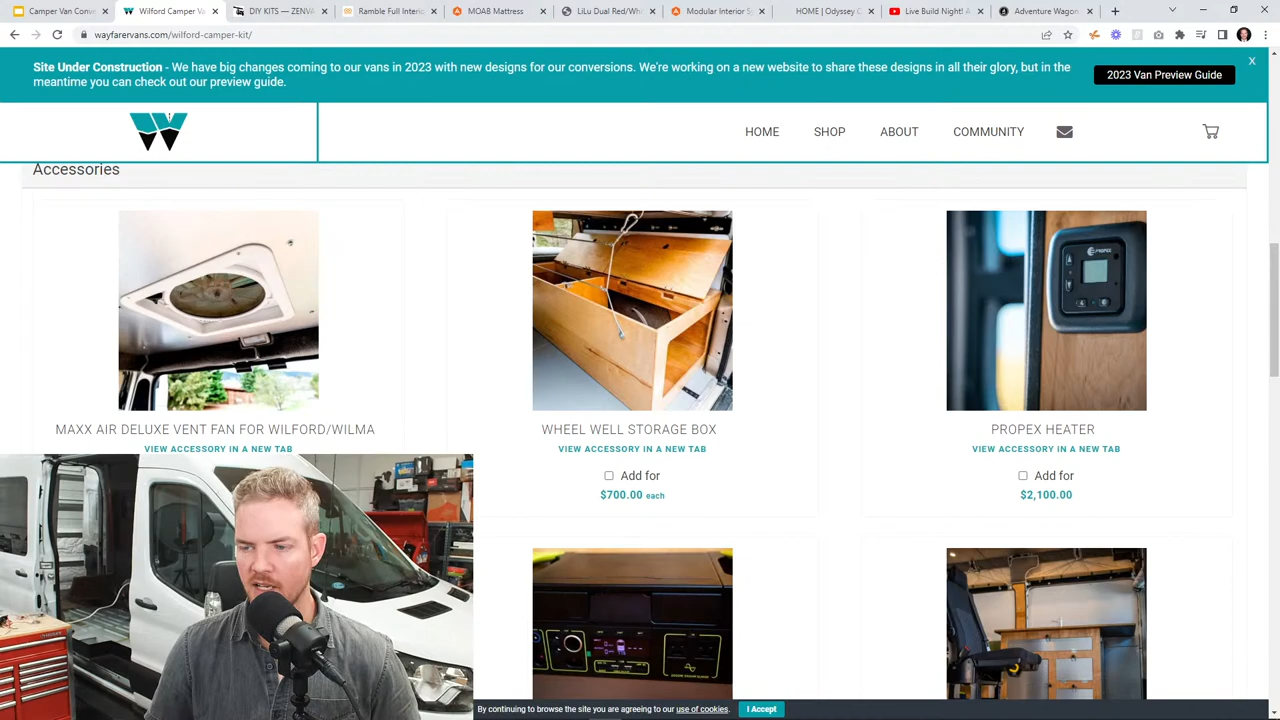 Camper Van Conv
Wilford Camper Va
DIY KITS — ZENVA
Ramble Full Interio
MOAB Mattress
LiLu Dual Red/Whi
Modular Interior Sy
HOME | Odyssey C
Live Build Night! A
Adventure Wagon
wayfarervans.com/wilford-camper-kit/
Site Under Construction - We have big changes coming to our vans in 2023 with new designs for our conversions. We're working on a new website to share these designs in all their glory, but in the
meantime you can check out our preview guide.
X
2023 Van Preview Guide
HOME
SHOP
ABOUT
COMMUNITY
Accessories
PROPEX
MAXX AIR DELUXE VENT FAN FOR WILFORD/WILMA
VIEW ACCESSORY IN A NEW TAB
WHEEL WELL STORAGE BOX
VIEW ACCESSORY IN A NEW TAB
Add for
$700.00 each
PROPEX HEATER
VIEW ACCESSORY IN A NEW TAB
Add for
$2,100.00
By continuing to browse the site you are agreeing to our use of cookies.
I Accept